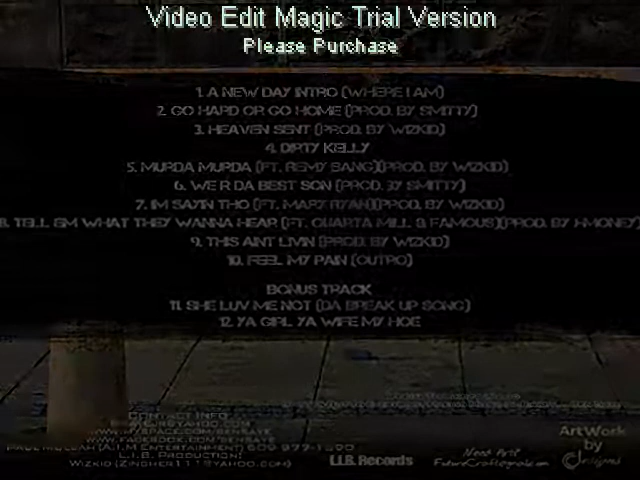 Video Edit Magic Trial Version
Please Purchase
1. A NEW DAY INTRO (WHERE I AM)
2. GO HARD OR GO HOME (PROD. BY SMITTY)
3. HEAVEN SENT (PROD. BY WIZKID)
4. DIRTY KELLY
5. MURDA MURDA (FT. REMY BANG)(PROD. BY WIZKID)
6. WE R DA BEST SON (PROD. BY SMITTY)
7. IM SAYIN THO (FT. MARY RYAH)(PROD. BY WIZKID)
8. TELL EM WHAT THEY WANNA HEAR (FT. QUARTA MILL & FAMOUS)(PROD. BY H-MONEY)
9. THIS AINT LIVIN (PROD. BY WIZKID)
10. FEEL MY PAIN (OUTRO)
BONUS TRACK
11. SHE LUV ME NOT (DA BREAK UP SONG)
12. YA GIRL YA WIFE MY HOE
CONTACT INFO
(A.I.M ENTERTAINMENT)
L.I.B. PRODUCTION:
WIZKID
L.I.B. Records
Need Art?
ArtWork
by